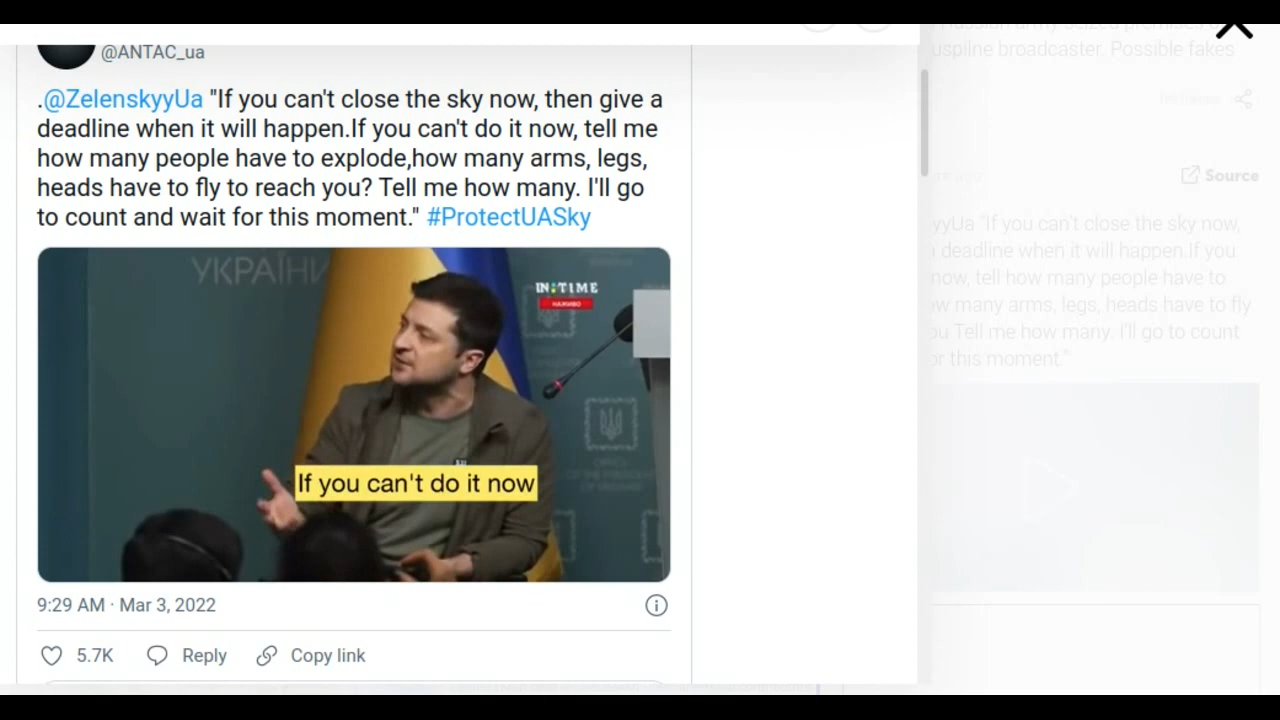 @ANTAC_ua
.@ZelenskyyUa "If you can't close the sky now, then give a
deadline when it will happen.If you can't do it now, tell me
how many people have to explode,how many arms, legs,
heads have to fly to reach you? Tell me how many. I'll go
to count and wait for this moment." #ProtectUASky
УКРАЇНИ
IN TIME
НАЖИВО
If you can't do it now
9:29 AM · Mar 3, 2022
5.7K
Reply
Copy link
uspilne broadcaster. Possible fakes
Source
yyUa "If you can't close the sky now,
deadline when it will happen.If you
now, tell how many people have to
w many arms, legs, heads have to fly
ou Tell me how many. I'll go to count
or this moment."